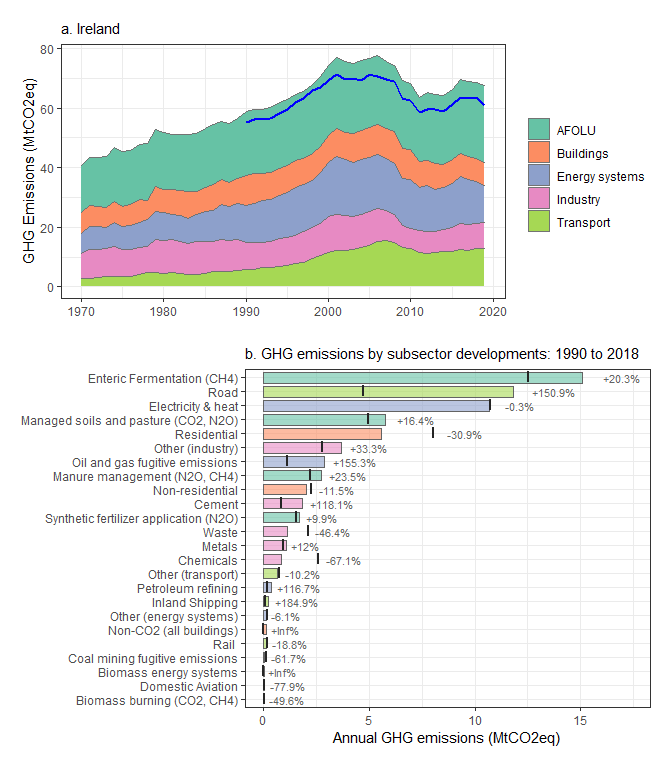 a. Ireland
GHG Emissions (MtCO2eq)
80
60
40
20
0
1970
1980
1990
2000
2010
2020
AFOLU
Buildings
Energy systems
Industry
Transport
b. GHG emissions by subsector developments: 1990 to 2018
Enteric Fermentation (CH4) +20.3%
Road +150.9%
Electricity & heat -0.3%
Managed soils and pasture (CO2, N2O) +16.4%
Residential -30.9%
Other (industry) +33.3%
Oil and gas fugitive emissions +155.3%
Manure management (N2O, CH4) +23.5%
Non-residential -11.5%
Cement +118.1%
Synthetic fertilizer application (N2O) +9.9%
Waste -46.4%
Metals +12%
Chemicals -67.1%
Other (transport) -10.2%
Petroleum refining +116.7%
Inland Shipping +184.9%
Other (energy systems) -6.1%
Non-CO2 (all buildings) +Inf%
Rail -18.8%
Coal mining fugitive emissions -61.7%
Biomass energy systems +Inf%
Domestic Aviation -77.9%
Biomass burning (CO2, CH4) -49.6%
0
5
10
15
Annual GHG emissions (MtCO2eq)